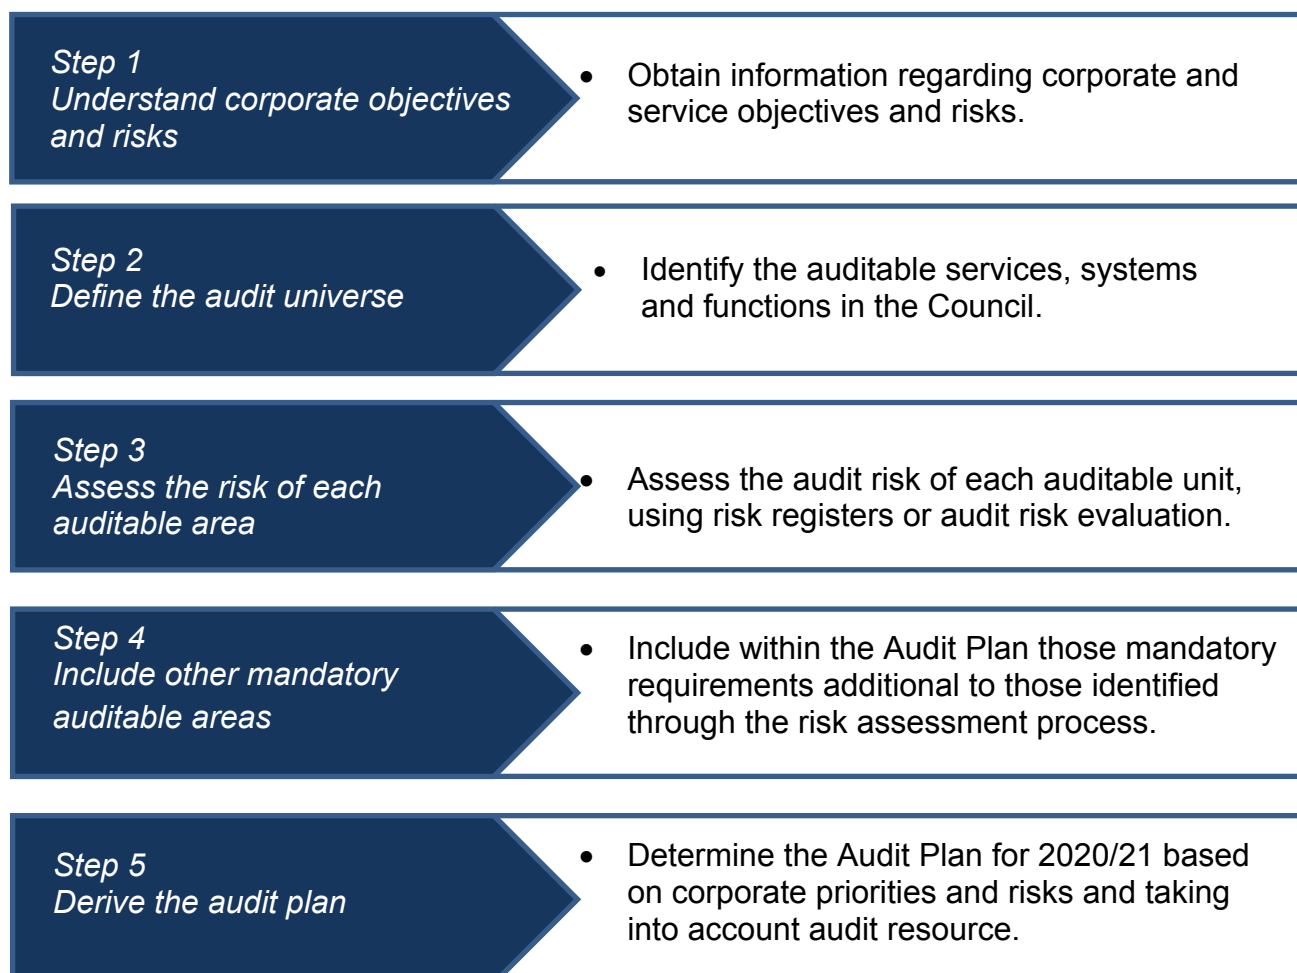 Step 1
Understand corporate objectives
and risks
• Obtain information regarding corporate and
service objectives and risks.
Step 2
Define the audit universe
• Identify the auditable services, systems
and functions in the Council.
Step 3
Assess the risk of each
auditable area
• Assess the audit risk of each auditable unit,
using risk registers or audit risk evaluation.
Step 4
Include other mandatory
auditable areas
• Include within the Audit Plan those mandatory
requirements additional to those identified
through the risk assessment process.
Step 5
Derive the audit plan
• Determine the Audit Plan for 2020/21 based
on corporate priorities and risks and taking
into account audit resource.